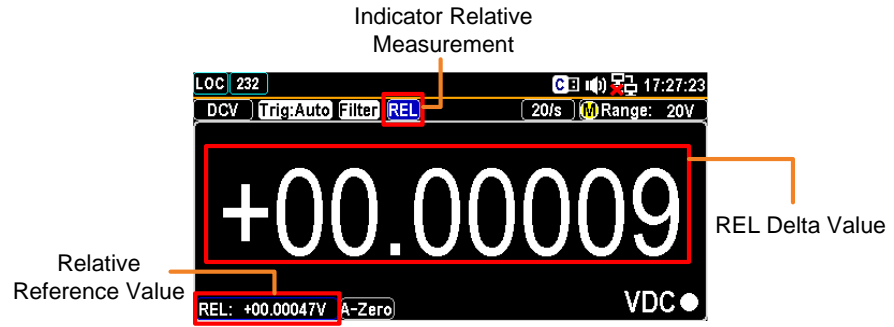 Indicator Relative
Measurement
LOC 232 C 17:27:23
DCV Trig:Auto Filter REL 20/s M Range: 20V
+00.00009
REL Delta Value
Relative
Reference Value
REL: +00.00047V A-Zero VDC